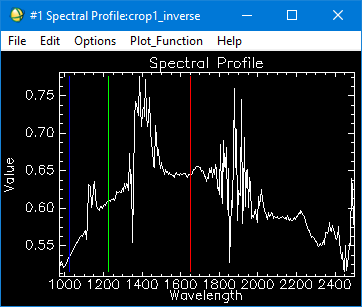 #1 Spectral Profile:crop1_inverse
File Edit Options Plot_Function Help
Spectral Profile
0.75
0.70
0.65
0.60
0.55
Value
1000 1200 1400 1600 1800 2000 2200 2400
Wavelength